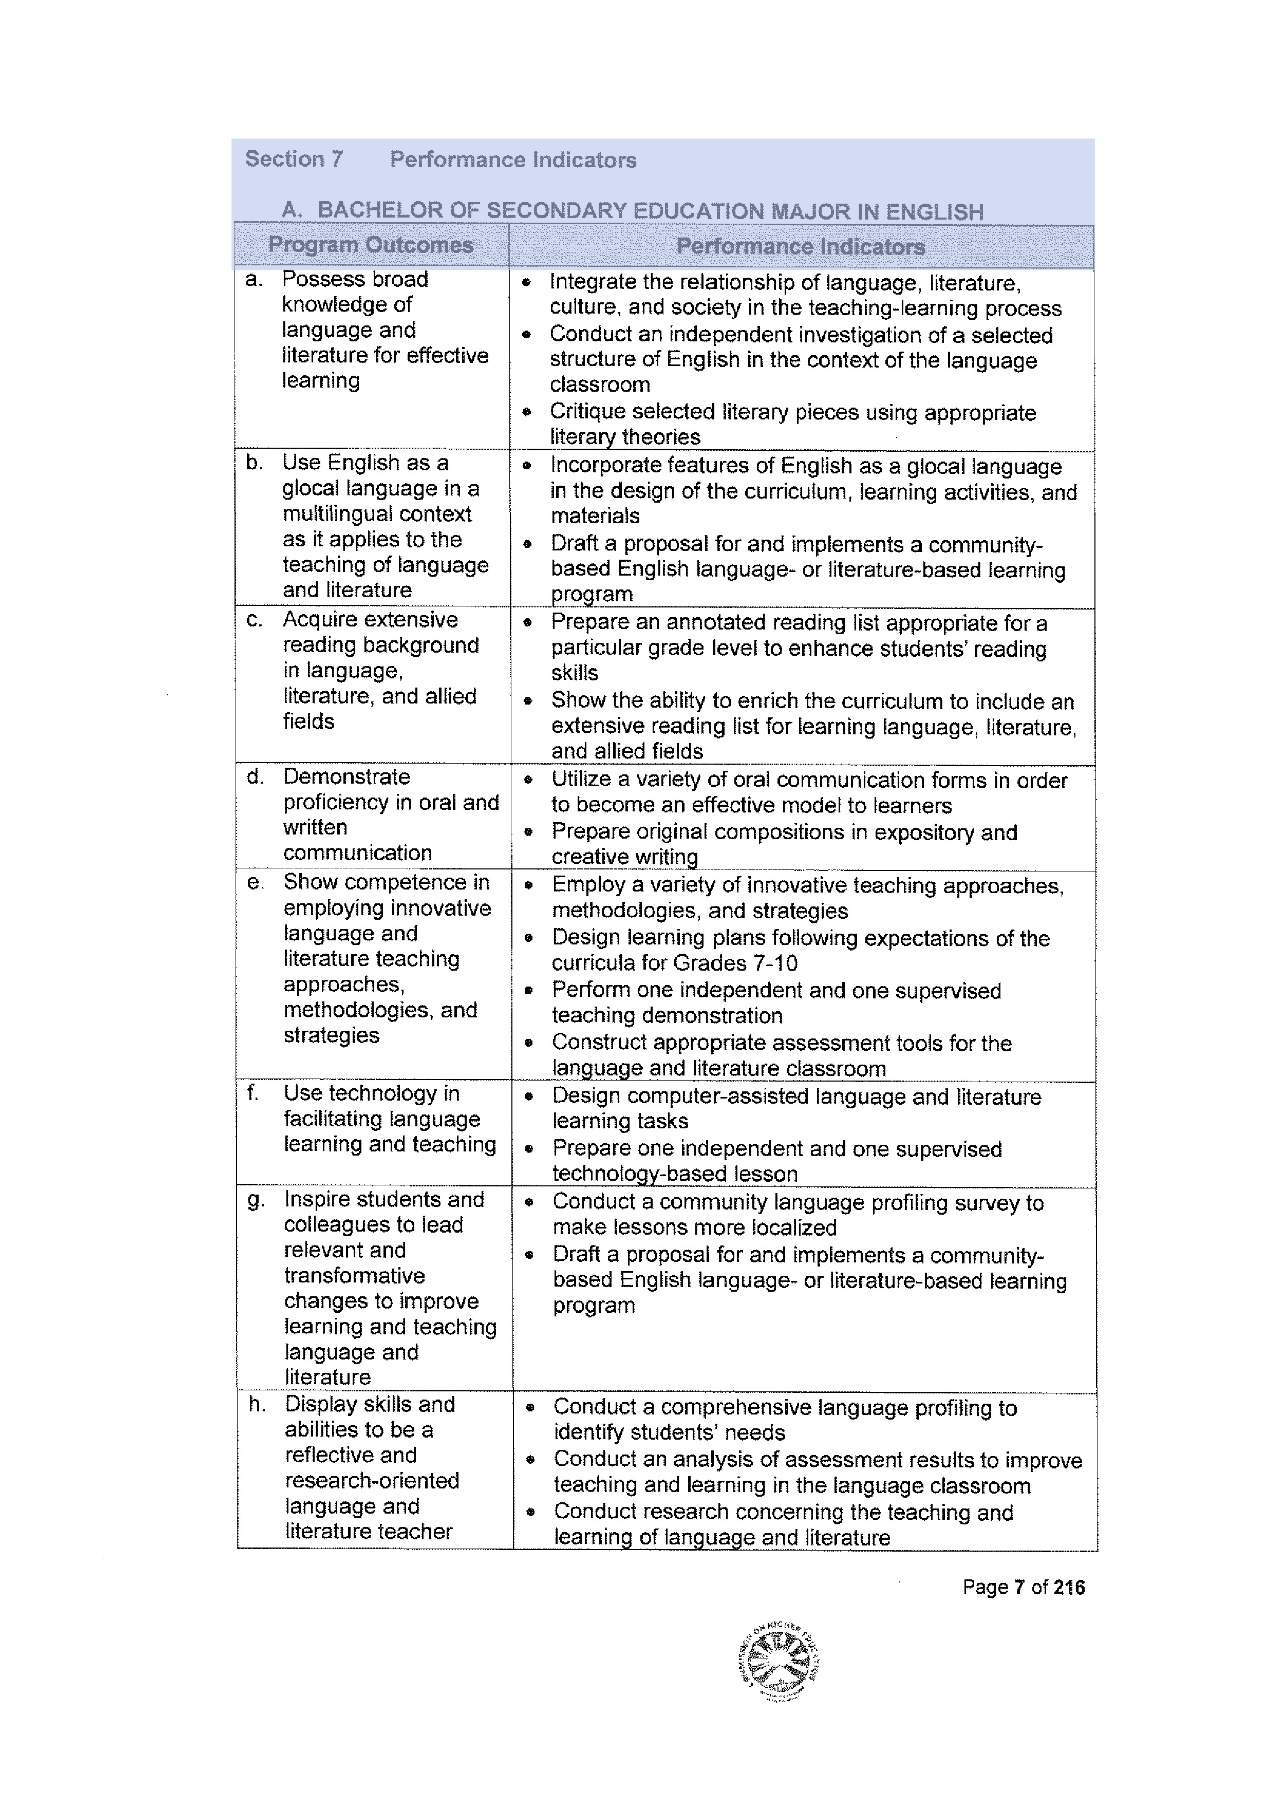 Section 7 Performance Indicators
A. BACHELOR OF SECONDARY EDUCATION MAJOR IN ENGLISH
Program Outcomes Performance Indicators
a. Possess broad
knowledge of
language and
literature for effective
learning
• Integrate the relationship of language, literature,
culture, and society in the teaching-learning process
• Conduct an independent investigation of a selected
structure of English in the context of the language
classroom
• Critique selected literary pieces using appropriate
literary theories
b. Use English as a
glocal language in a
multilingual context
as it applies to the
teaching of language
and literature
• Incorporate features of English as a glocal language
in the design of the curriculum, learning activities, and
materials
• Draft a proposal for and implements a community-
based English language- or literature-based learning
program
c. Acquire extensive
reading background
in language,
literature, and allied
fields
• Prepare an annotated reading list appropriate for a
particular grade level to enhance students' reading
skills
• Show the ability to enrich the curriculum to include an
extensive reading list for learning language, literature,
and allied fields
d. Demonstrate
proficiency in oral and
written
communication
• Utilize a variety of oral communication forms in order
to become an effective model to learners
• Prepare original compositions in expository and
creative writing
e. Show competence in
employing innovative
language and
literature teaching
approaches,
methodologies, and
strategies
• Employ a variety of innovative teaching approaches,
methodologies, and strategies
• Design learning plans following expectations of the
curricula for Grades 7-10
• Perform one independent and one supervised
teaching demonstration
• Construct appropriate assessment tools for the
language and literature classroom
f. Use technology in
facilitating language
learning and teaching
• Design computer-assisted language and literature
learning tasks
• Prepare one independent and one supervised
technology-based lesson
g. Inspire students and
colleagues to lead
relevant and
transformative
changes to improve
learning and teaching
language and
literature
• Conduct a community language profiling survey to
make lessons more localized
• Draft a proposal for and implements a community-
based English language- or literature-based learning
program
h. Display skills and
abilities to be a
reflective and
research-oriented
language and
literature teacher
• Conduct a comprehensive language profiling to
identify students' needs
• Conduct an analysis of assessment results to improve
teaching and learning in the language classroom
• Conduct research concerning the teaching and
learning of language and literature
Page 7 of 216